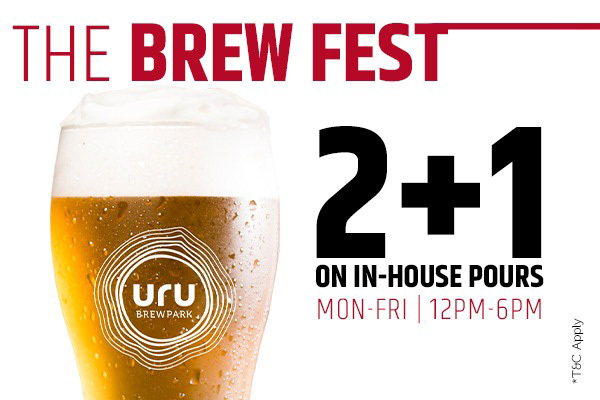 THE BREW FEST
2+1
ON IN-HOUSE POURS
MON-FRI | 12PM-6PM
uru
BREWPARK
*T&C Apply